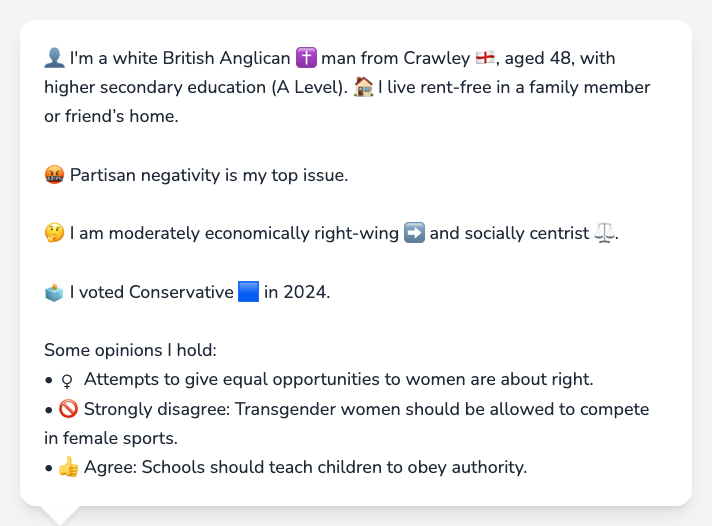 👤 I'm a white British Anglican ✝️ man from Crawley 🏴󠁧󠁢󠁥󠁮󠁧󠁿, aged 48, with
higher secondary education (A Level). 🏠 I live rent-free in a family member
or friend’s home.
🤬 Partisan negativity is my top issue.
🤔 I am moderately economically right-wing ➡️ and socially centrist ⚖️.
🗳️ I voted Conservative 🟦 in 2024.
Some opinions I hold:
• ♀ Attempts to give equal opportunities to women are about right.
• 🚫 Strongly disagree: Transgender women should be allowed to compete
in female sports.
• 👍 Agree: Schools should teach children to obey authority.